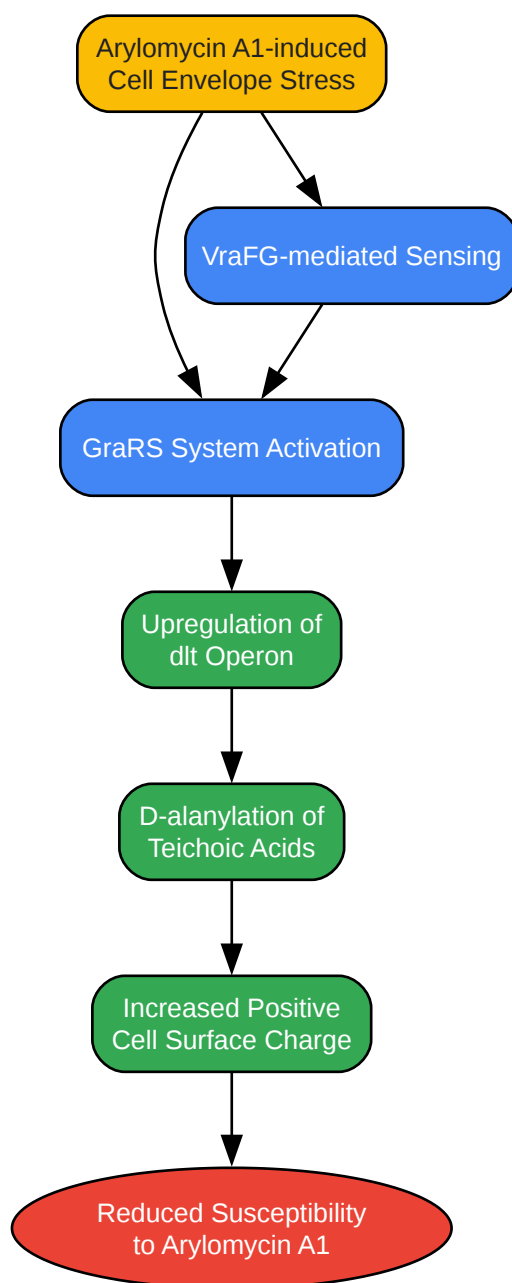 Arylomycin A1-induced
Cell Envelope Stress
VraFG-mediated Sensing
GraRS System Activation
Upregulation of
dlt Operon
D-alanylation of
Teichoic Acids
Increased Positive
Cell Surface Charge
Reduced Susceptibility
to Arylomycin A1